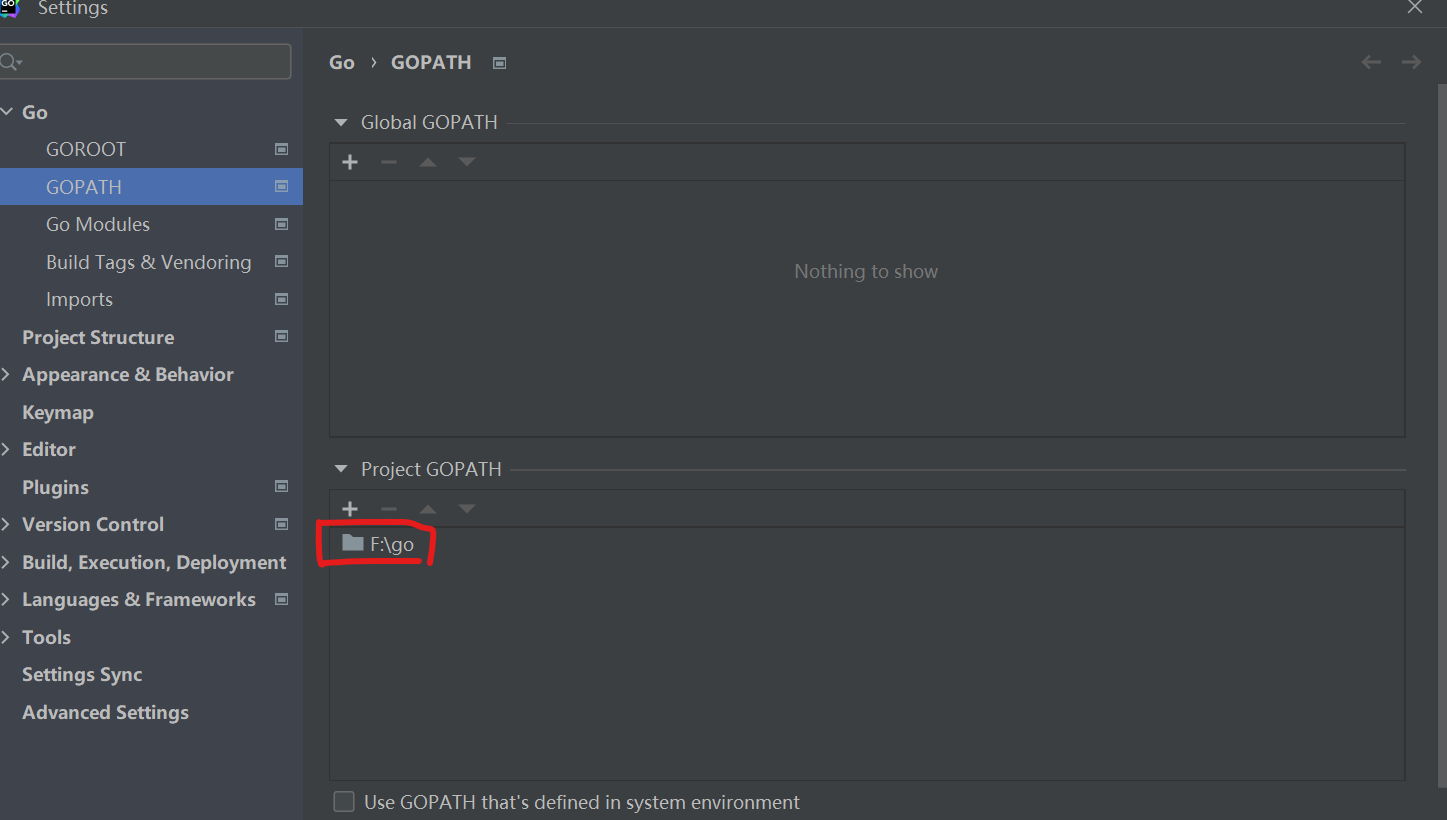 GO
Settings
Go › GOPATH
Go
GOROOT
GOPATH
Go Modules
Build Tags & Vendoring
Imports
Project Structure
Appearance & Behavior
Keymap
Editor
Plugins
Version Control
Build, Execution, Deployment
Languages & Frameworks
Tools
Settings Sync
Advanced Settings
Global GOPATH
Nothing to show
Project GOPATH
F:\go
Use GOPATH that's defined in system environment